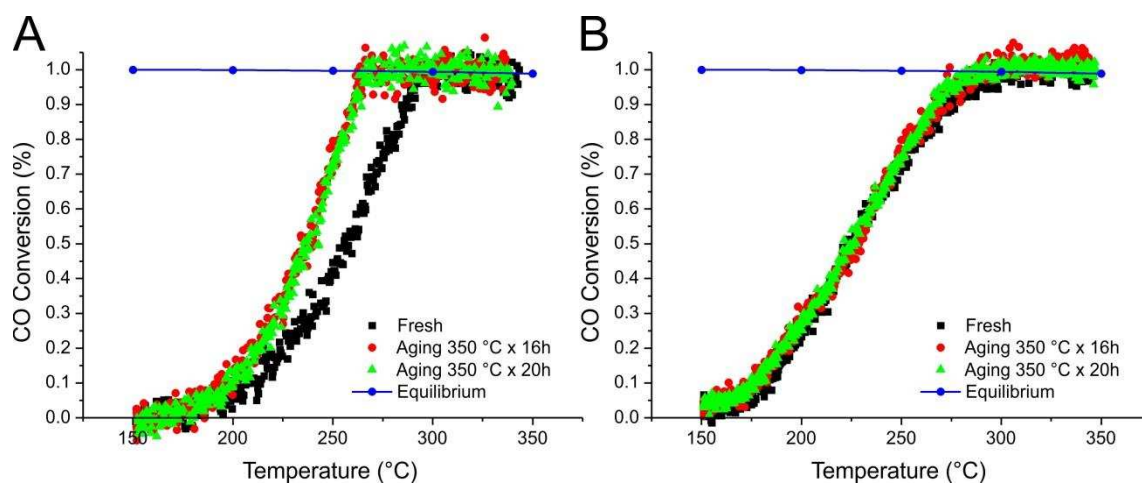 A
CO Conversion (%)
1.0
0.9
0.8
0.7
0.6
0.5
0.4
0.3
0.2
0.1
0.0
Fresh
Aging 350 °C x 16h
Aging 350 °C x 20h
Equilibrium
150 200 250 300 350
Temperature (°C)
B
CO Conversion (%)
1.0
0.9
0.8
0.7
0.6
0.5
0.4
0.3
0.2
0.1
0.0
Fresh
Aging 350 °C x 16h
Aging 350 °C x 20h
Equilibrium
150 200 250 300 350
Temperature (°C)